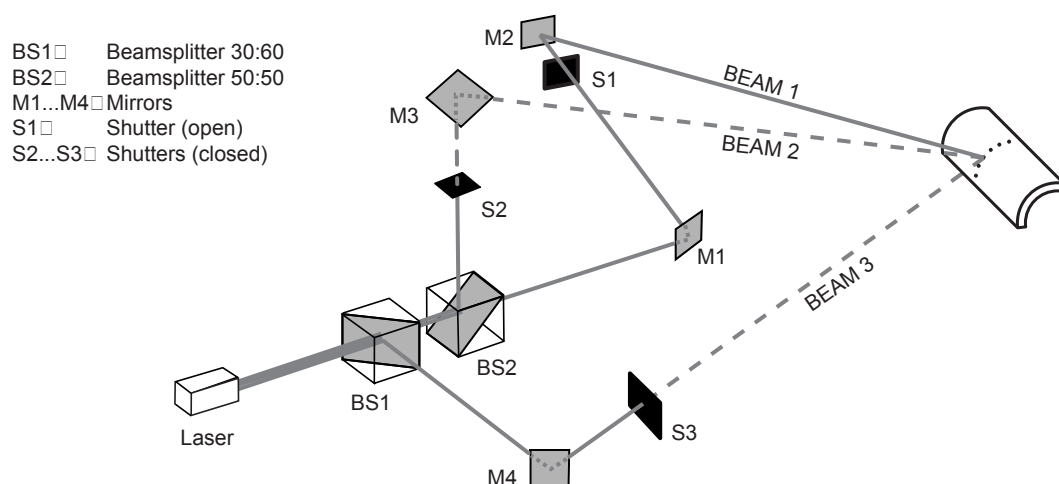 BS1□ Beamsplitter 30:60
BS2□ Beamsplitter 50:50
M1...M4□ Mirrors
S1□ Shutter (open)
S2...S3□ Shutters (closed)
M2
S1
BEAM 1
M3
BEAM 2
S2
M1
BEAM 3
BS2
BS1
S3
Laser
M4